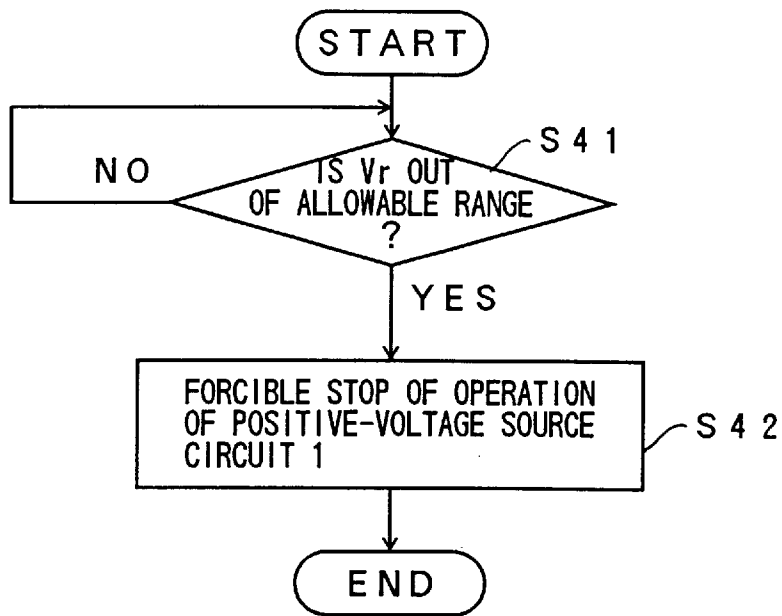 START
S41
NO
IS Vr OUT
OF ALLOWABLE RANGE
?
YES
FORCIBLE STOP OF OPERATION
OF POSITIVE-VOLTAGE SOURCE
CIRCUIT 1
S42
END